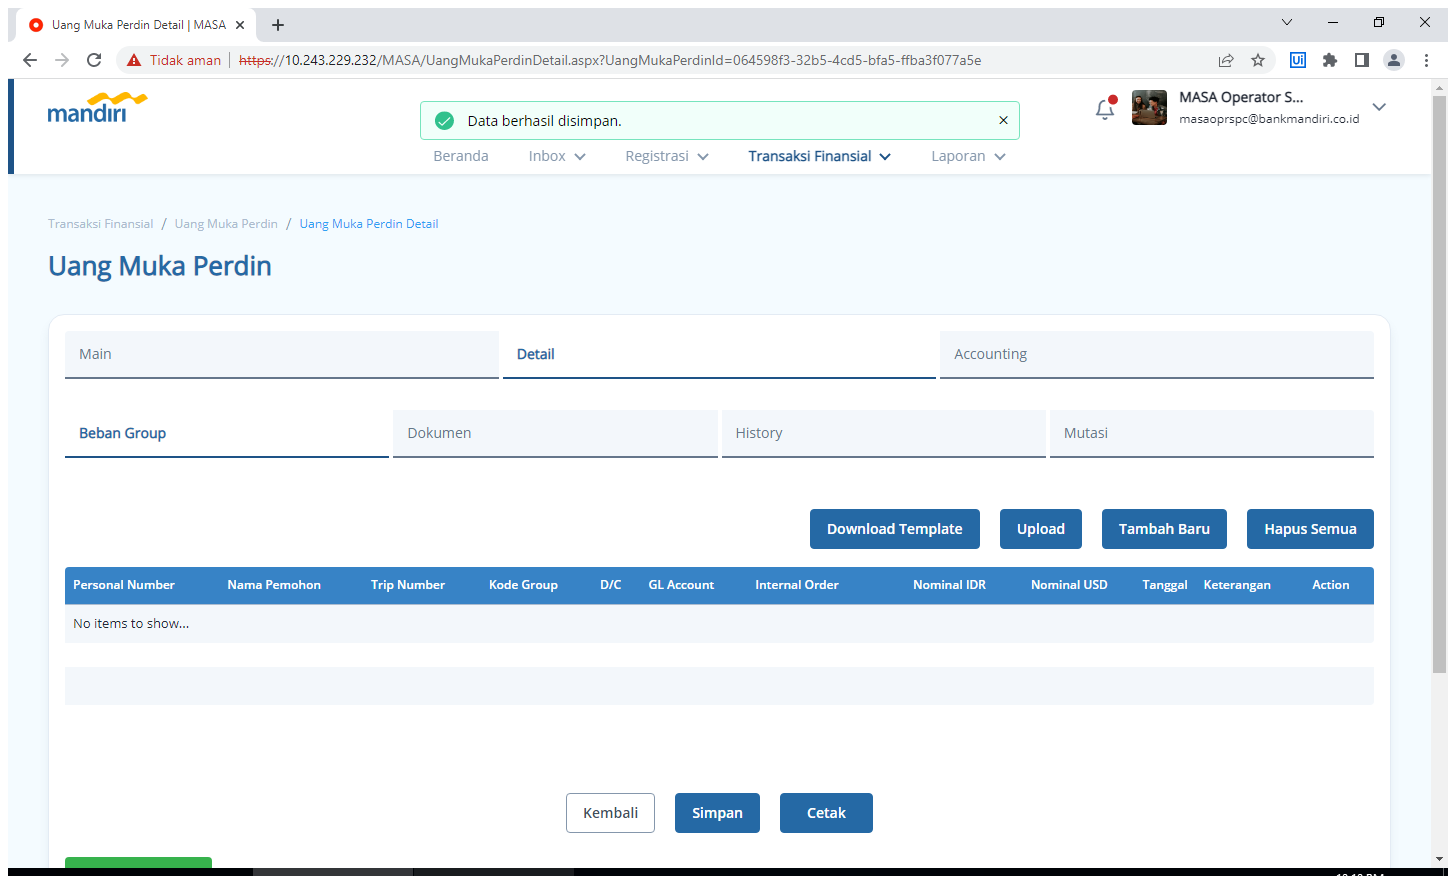 Uang Muka Perdin Detail | MASA
Tidak aman
https://10.243.229.232/MASA/UangMukaPerdinDetail.aspx?UangMukaPerdinId=064598f3-32b5-4cd5-bfa5-ffba3f077a5e
Ui
mandiri
Data berhasil disimpan.
MASA Operator S...
masaoprspc@bankmandiri.co.id
Beranda Inbox Registrasi Transaksi Finansial Laporan
Transaksi Finansial / Uang Muka Perdin / Uang Muka Perdin Detail
Uang Muka Perdin
Main Detail Accounting
Beban Group Dokumen History Mutasi
Download Template Upload Tambah Baru Hapus Semua
Personal Number Nama Pemohon Trip Number Kode Group D/C GL Account Internal Order Nominal IDR Nominal USD Tanggal Keterangan Action
No items to show...
Kembali Simpan Cetak